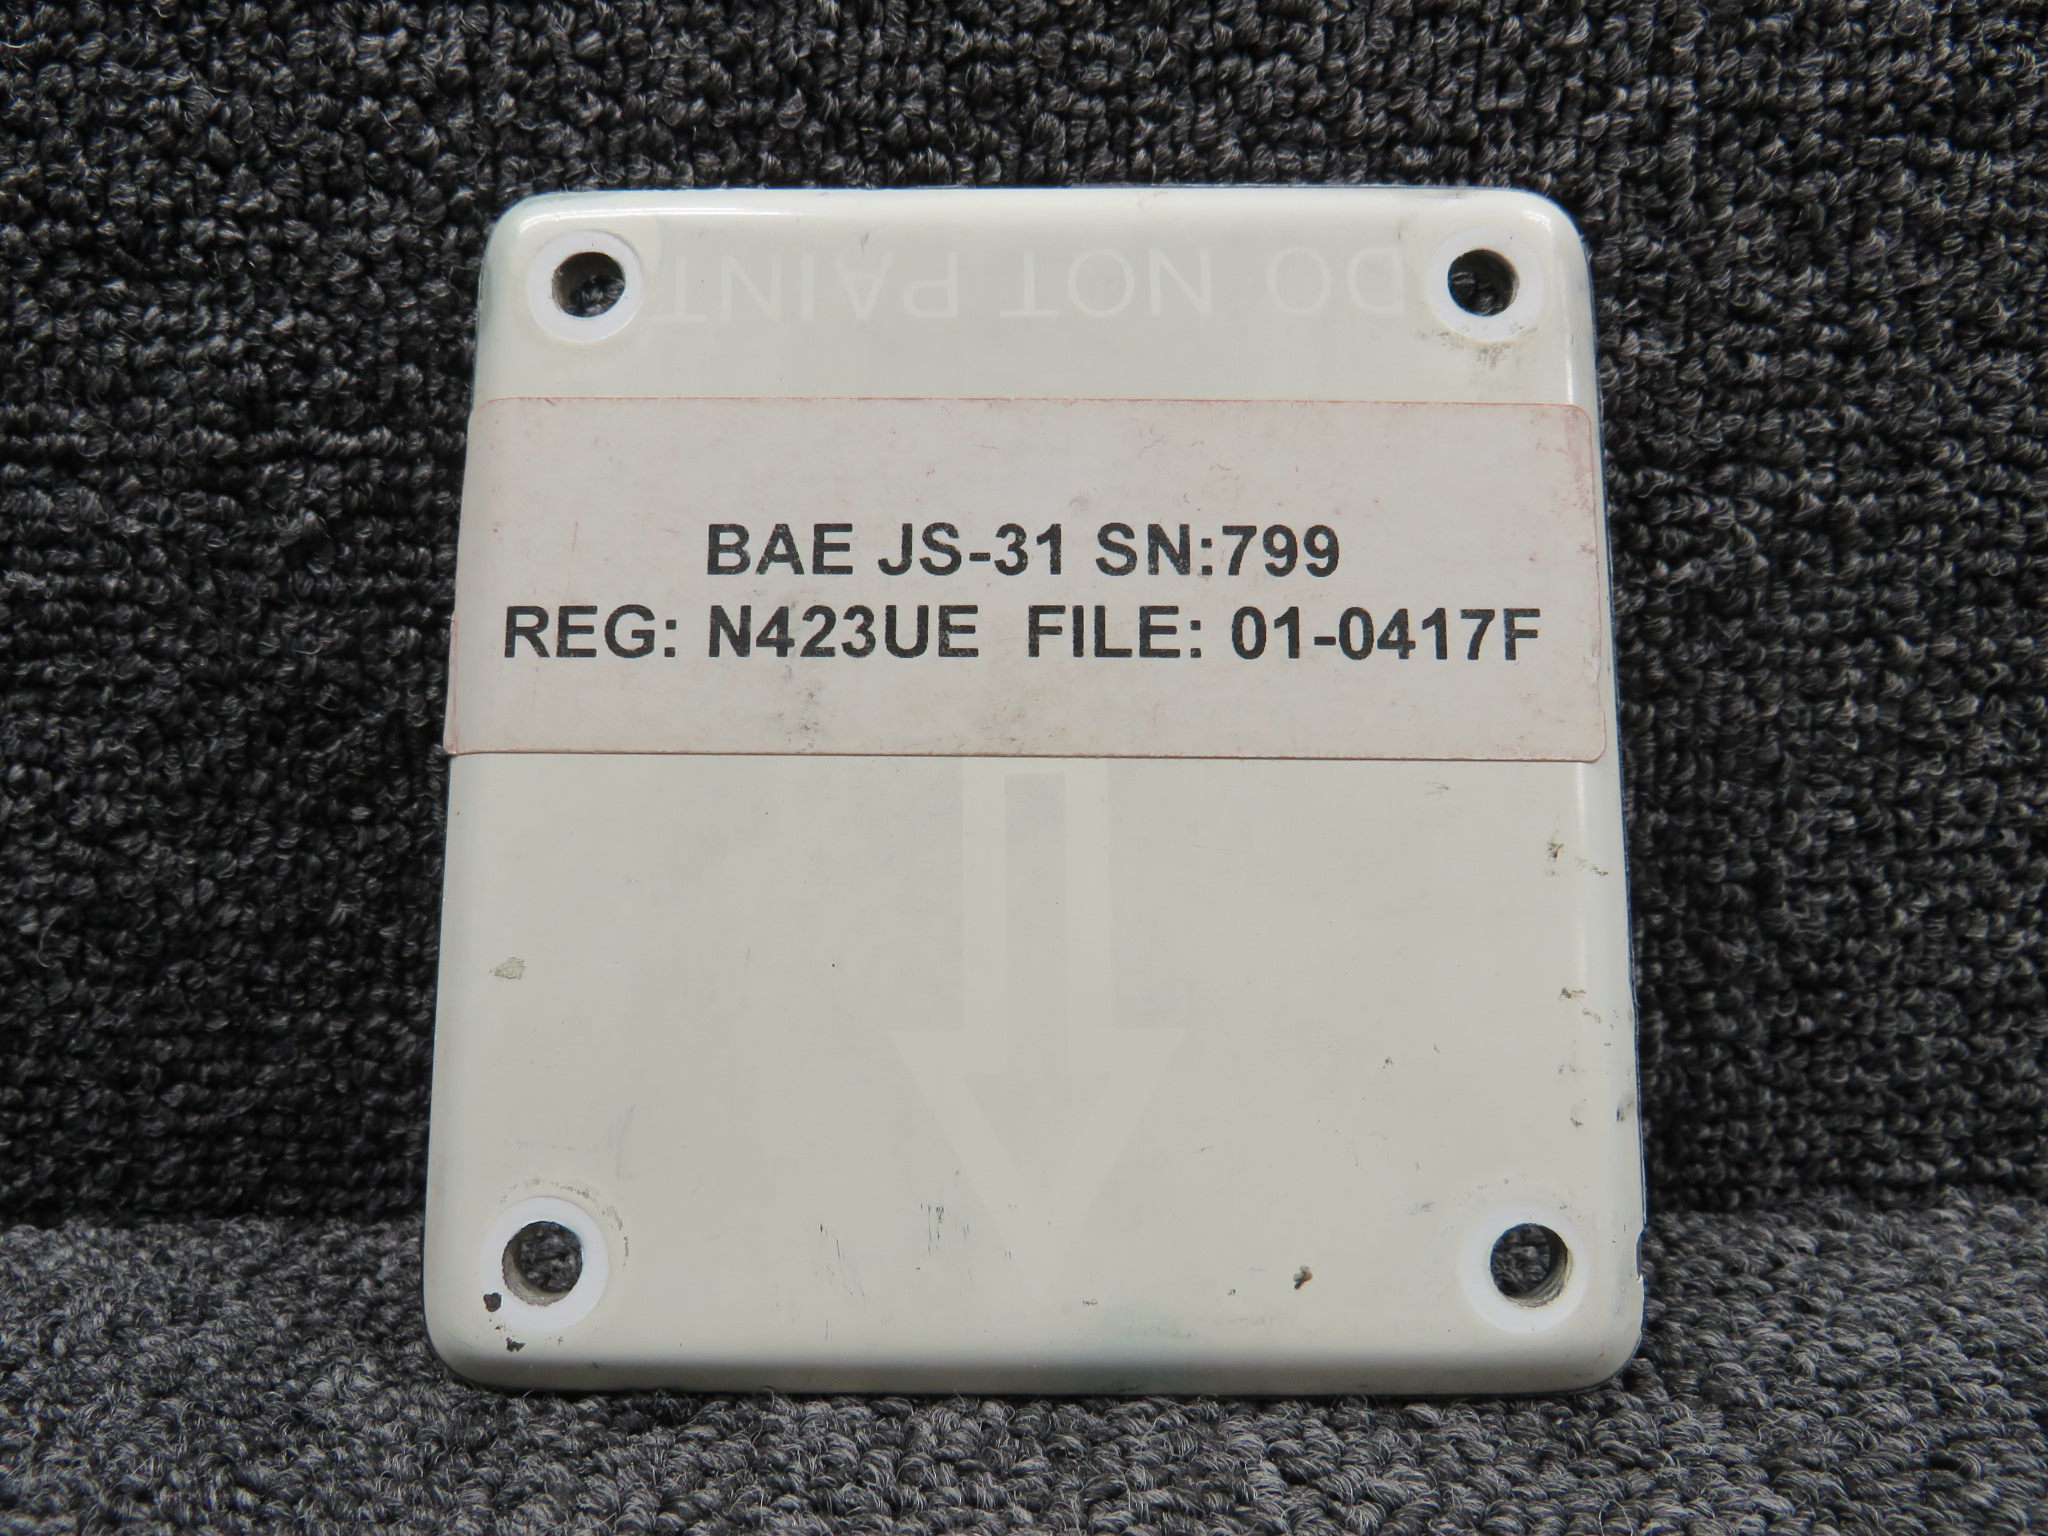 DO NOT PAINT
BAE JS-31 SN:799
REG: N423UE FILE: 01-0417F